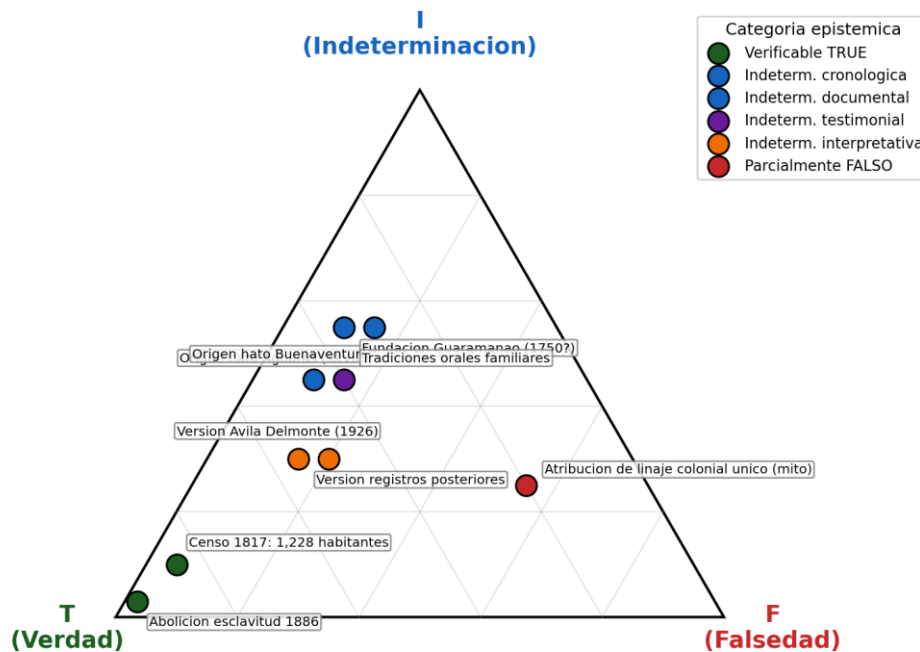 I
(Indeterminacion)
Categoria epistemica
Verificable TRUE
Indeterm. cronologica
Indeterm. documental
Indeterm. testimonial
Indeterm. interpretativa
Parcialmente FALSO
Fundacion Guaramanao (1750?)
Origen hato Buenaventur
Tradiciones orales familiares
Version Avila Delmonte (1926)
Atribucion de linaje colonial unico (mito)
Version registros posteriores
Censo 1817: 1,228 habitantes
T
(Verdad)
Abolicion esclavitud 1886
F
(Falsedad)